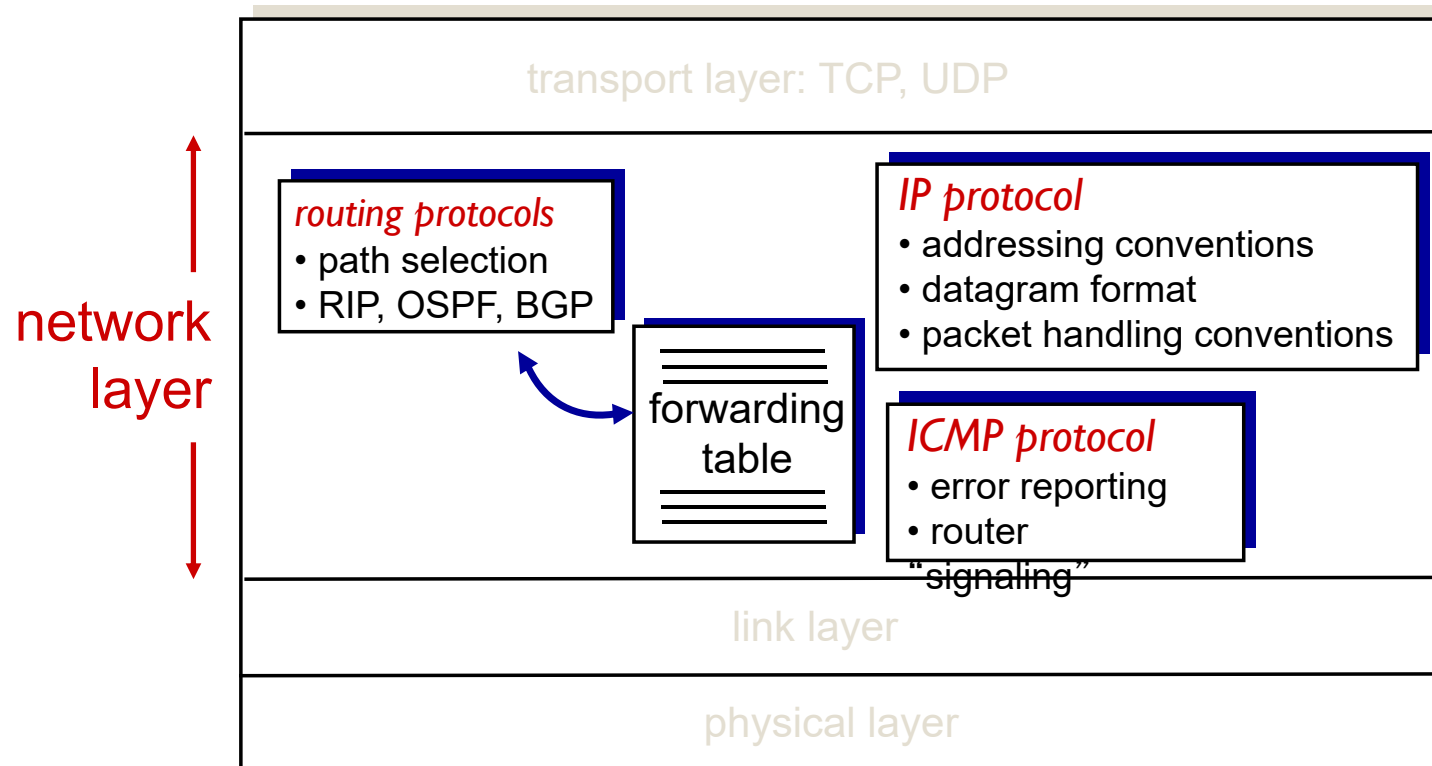 transport layer: TCP, UDP
network
layer
routing protocols
• path selection
• RIP, OSPF, BGP
forwarding
table
IP protocol
• addressing conventions
• datagram format
• packet handling conventions
ICMP protocol
• error reporting
• router
“signaling”
link layer
physical layer